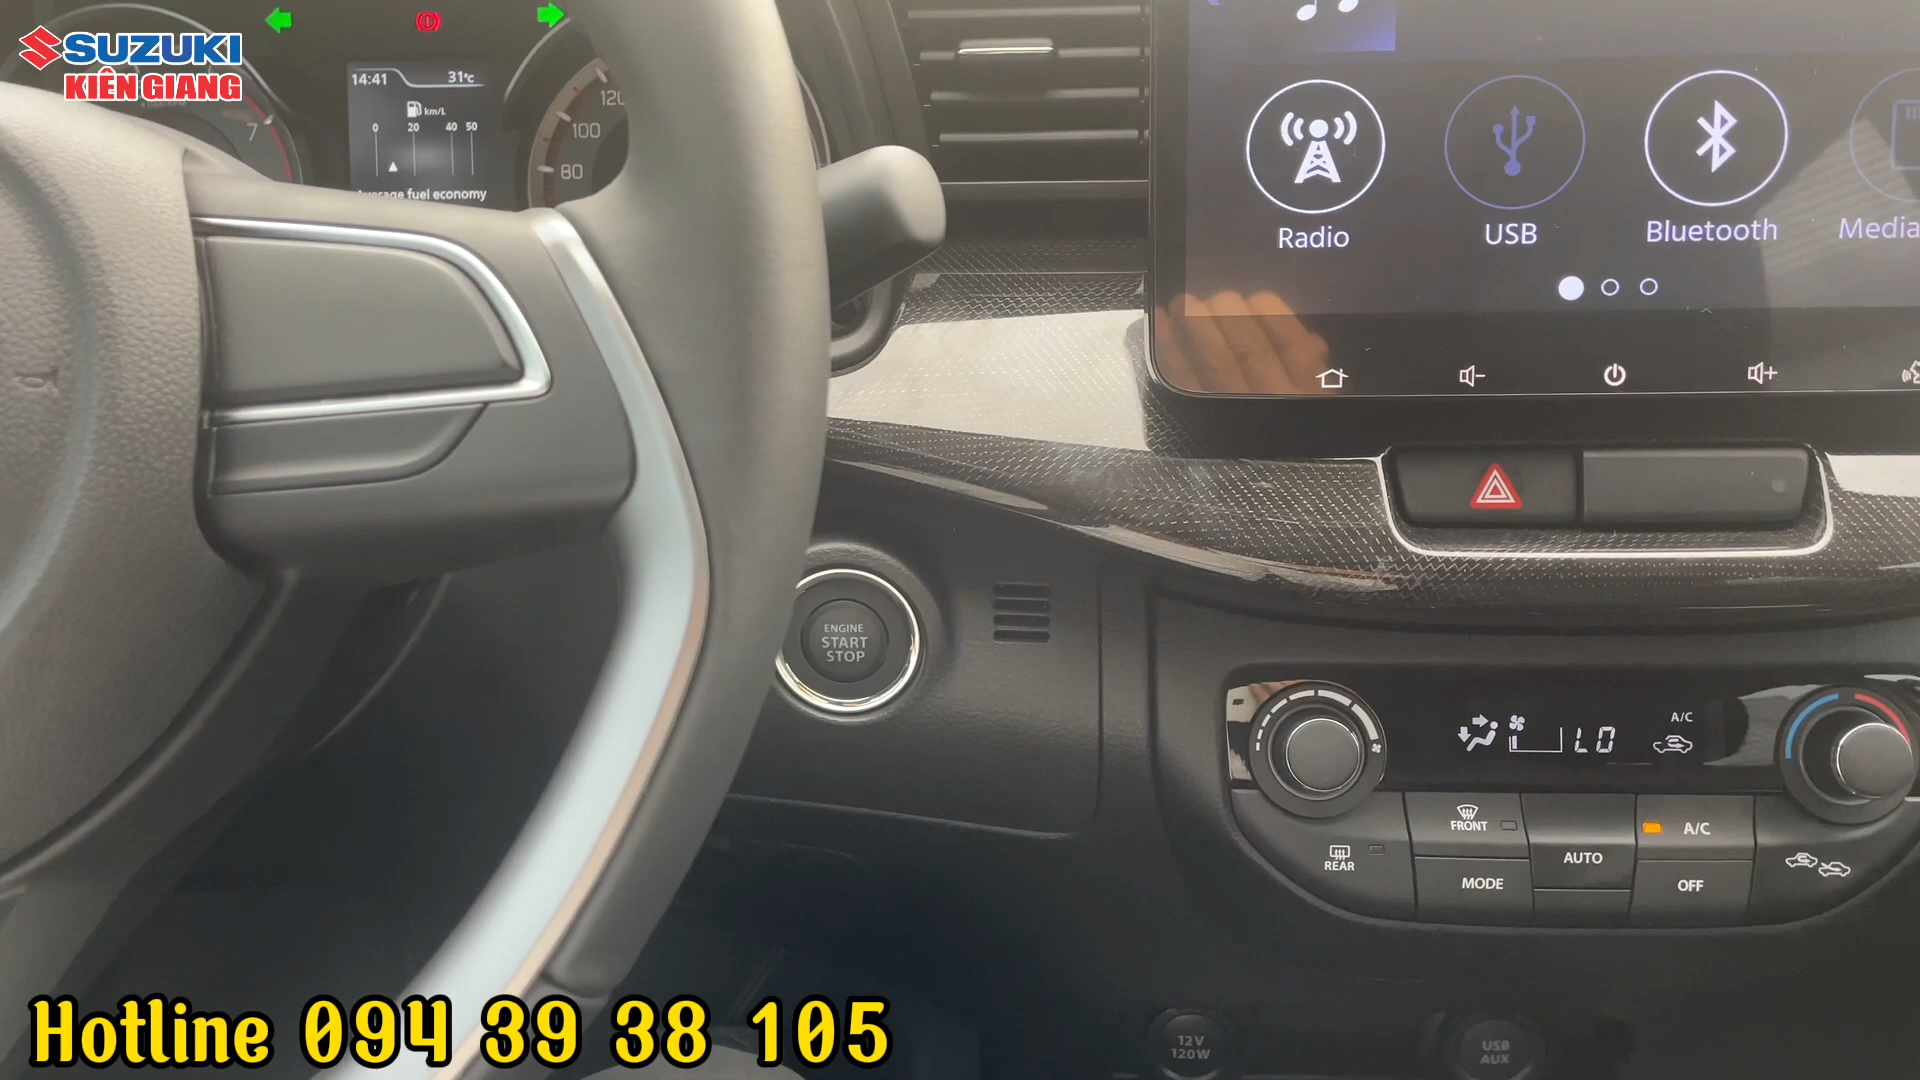 SUZUKI
KIÊN GIANG
14:41
31°C
km/L
0 20 40 50
Average fuel economy
7
120
100
80
Radio
USB
Bluetooth
Media
ENGINE
START
STOP
A/C
LO
FRONT
REAR
MODE
AUTO
A/C
OFF
12V
120W
USB
AUX
Hotline 094 39 38 105